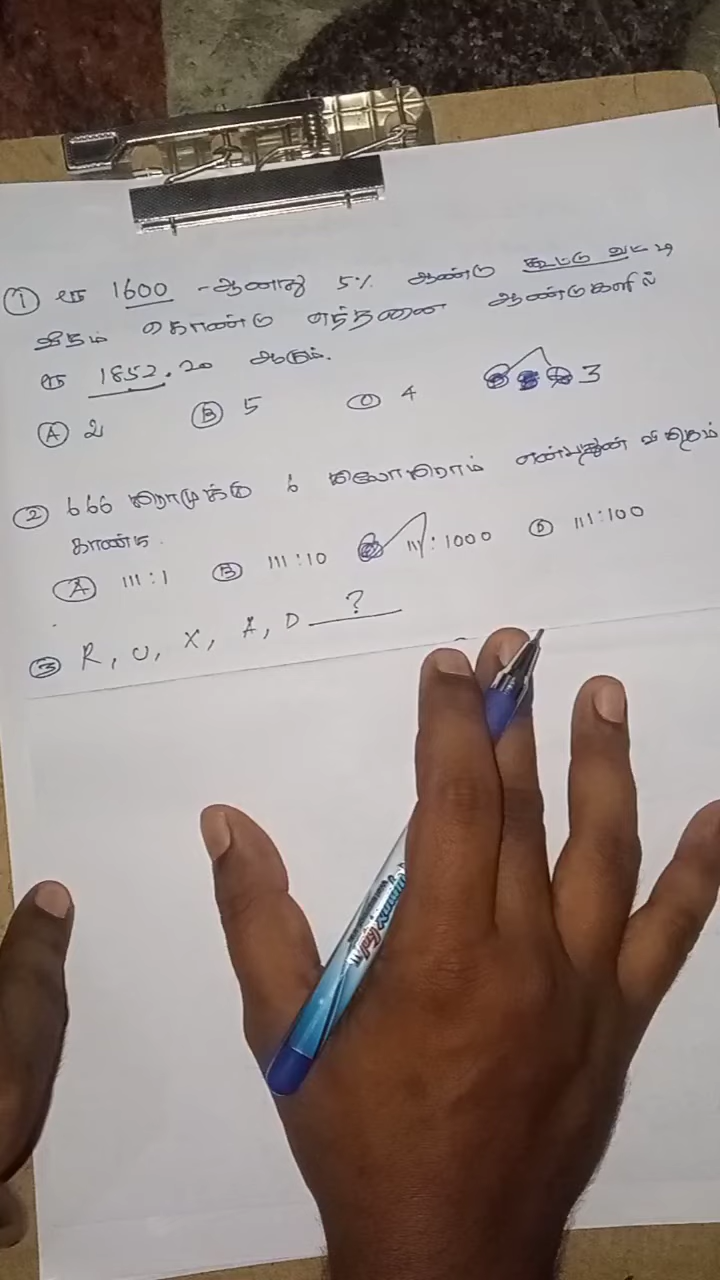 ① ரூ 1600 -ஆனது 5% ஆண்டு கூட்டு வட்டி
வீதம் கொண்டு எத்தனை ஆண்டுகளில்
ரூ 1852.20 ஆகும்.
Ⓐ 2 Ⓑ 5 Ⓒ 4 3
② 666 கிராமுக்கும் 6 கிலோகிராம் என்பதன் விகிதம்
காண்க.
Ⓐ 111:1 Ⓑ 111:10 111:1000 Ⓓ 111:100
③ R, U, X, A, D ?